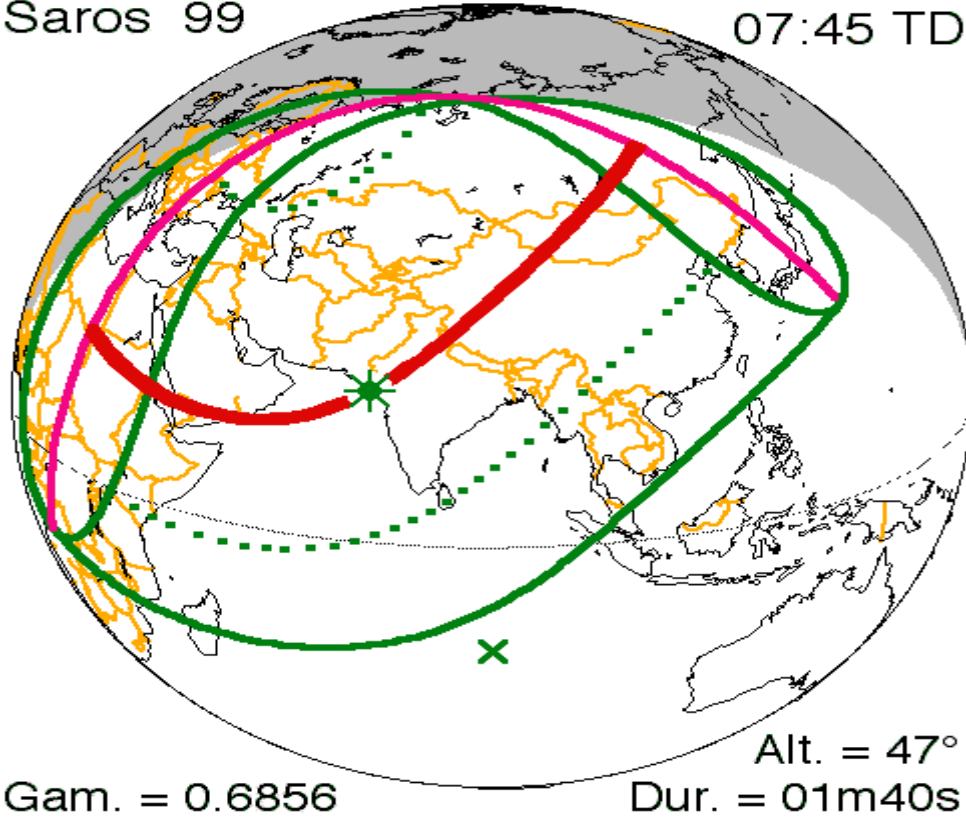 Saros 99
07:45 TD
Alt. = 47°
Gam. = 0.6856
Dur. = 01m40s